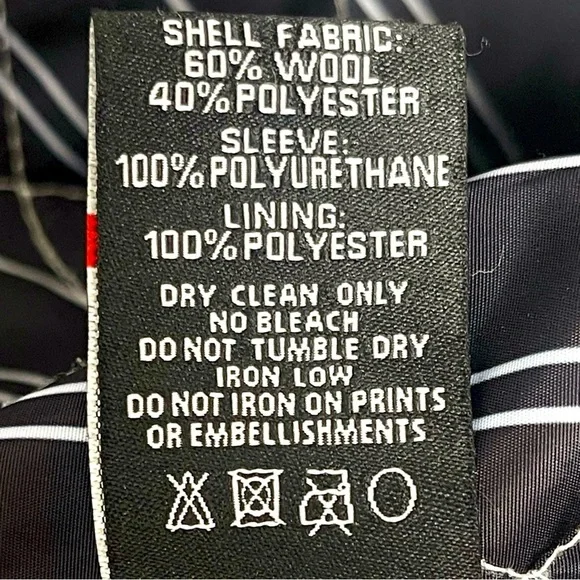 SHELL FABRIC:
60% WOOL
40% POLYESTER
SLEEVE:
100% POLYURETHANE
LINING:
100% POLYESTER
DRY CLEAN ONLY
NO BLEACH
DO NOT TUMBLE DRY
IRON LOW
DO NOT IRON ON PRINTS
OR EMBELLISHMENTS